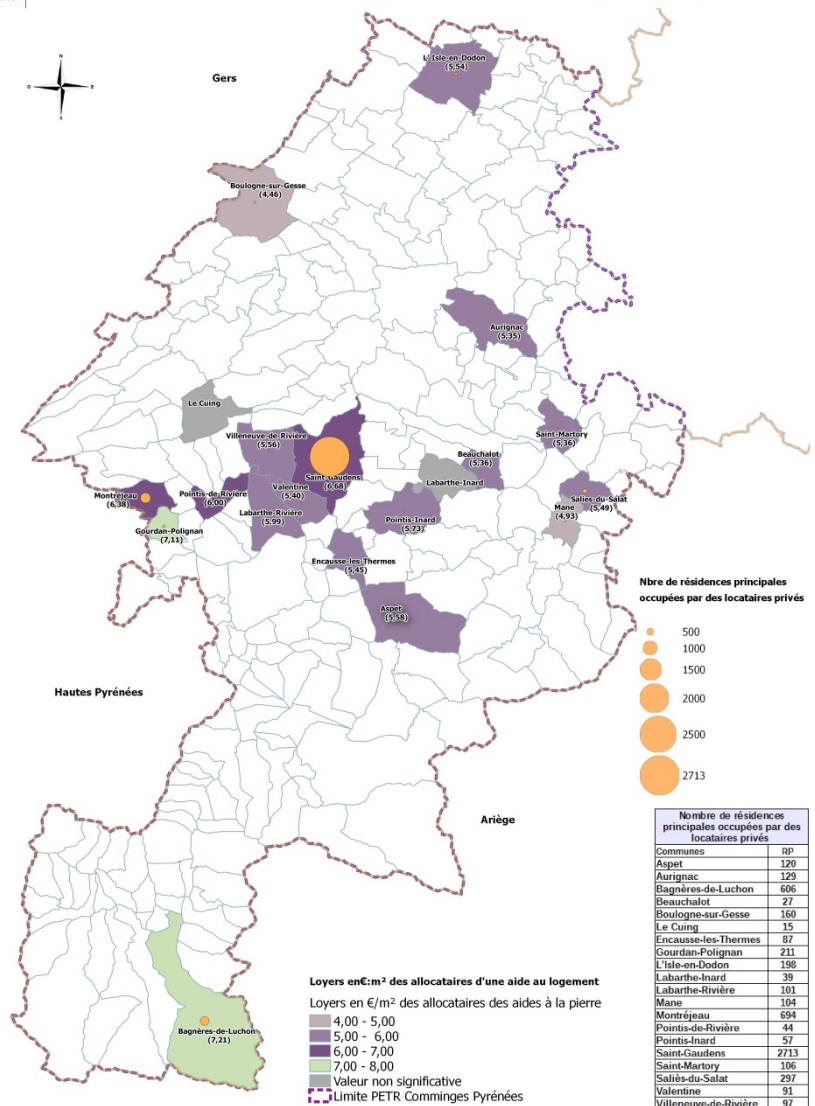 N
O
E
S
Gers
L'Isle-en-Dodon
(5,54)
Boulogne-sur-Gesse
(4,46)
Aurignac
(5,35)
Le Cuing
Villeneuve-de-Rivière
(5,56)
Saint-Gaudens
(6,68)
Saint-Martory
(5,36)
Beauchalot
(5,36)
Labarthe-Inard
Valentine
(5,40)
Montréjeau
(6,38)
Pointis-de-Rivière
(6,00)
Saliès-du-Salat
(5,49)
Mane
(4,93)
Labarthe-Rivière
(5,99)
Pointis-Inard
(5,73)
Gourdan-Polignan
(7,11)
Encausse-les-Thermes
(5,45)
Aspet
(5,58)
Nbre de résidences principales
occupées par des locataires privés
500
1000
1500
2000
2500
2713
Hautes Pyrénées
Ariège
Bagnères-de-Luchon
(7,21)
Loyers en€:m² des allocataires d'une aide au logement
Loyers en €/m² des allocataires des aides à la pierre
4,00 - 5,00
5,00 - 6,00
6,00 - 7,00
7,00 - 8,00
Valeur non significative
Limite PETR Comminges Pyrénées
Nombre de résidences
principales occupées par des
locataires privés
Communes RP
Aspet 120
Aurignac 129
Bagnères-de-Luchon 606
Beauchalot 27
Boulogne-sur-Gesse 160
Le Cuing 15
Encausse-les-Thermes 87
Gourdan-Polignan 211
L'Isle-en-Dodon 198
Labarthe-Inard 39
Labarthe-Rivière 101
Mane 104
Montréjeau 694
Pointis-de-Rivière 44
Pointis-Inard 57
Saint-Gaudens 2713
Saint-Martory 106
Saliès-du-Salat 297
Valentine 91
Villeneuve-de-Rivière 97